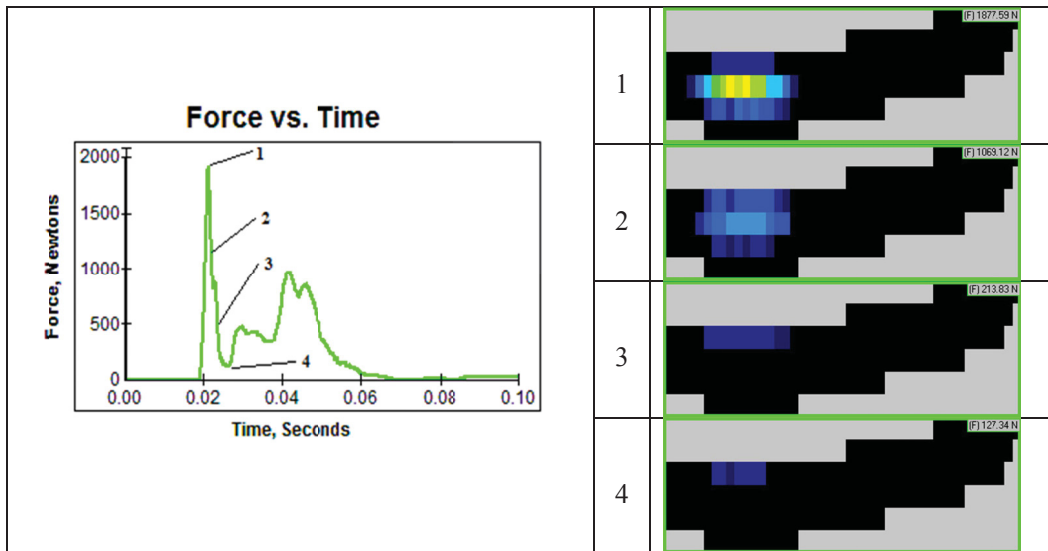 Force vs. Time
2000
1500
1000
500
0
0.00 0.02 0.04 0.06 0.08 0.10
Force, Newtons
Time, Seconds
1
2
3
4
1
(F) 1877.59 N
2
(F) 1069.12 N
3
(F) 213.83 N
4
(F) 127.34 N